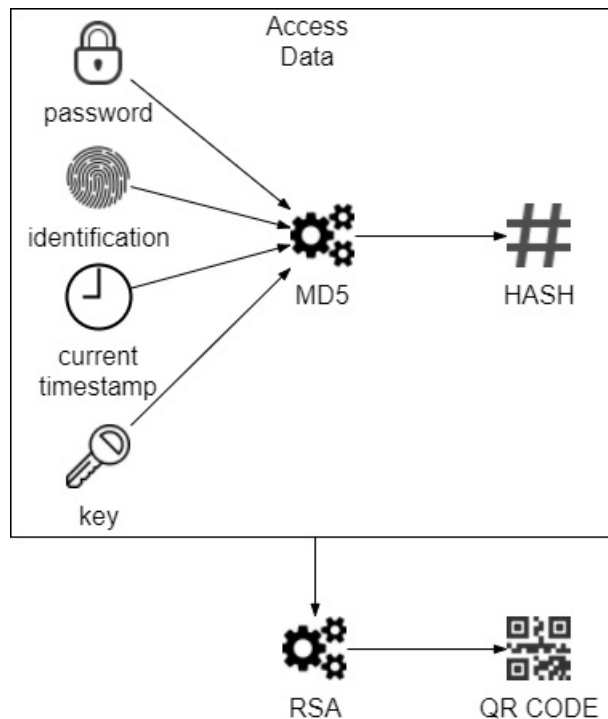 Access
Data
password
identification
current
timestamp
key
MD5
HASH
RSA
QR CODE